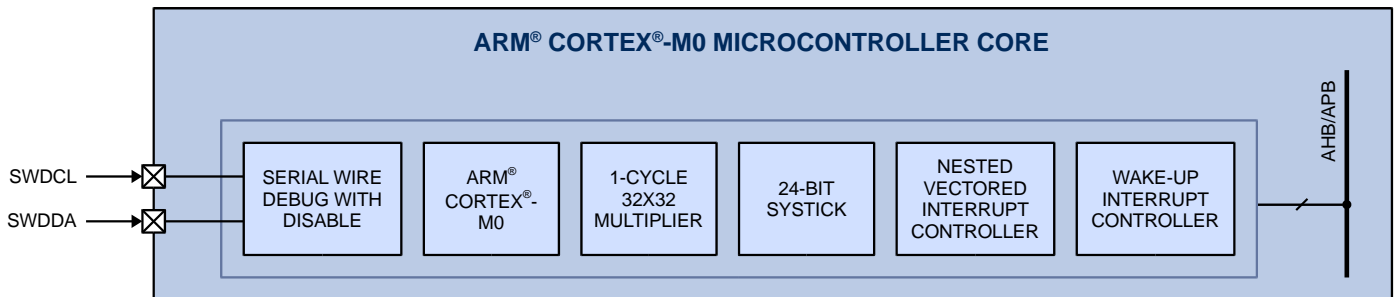 ARM® CORTEX®-M0 MICROCONTROLLER CORE
AHB/APB
SWDCL
SWDDA
SERIAL WIRE
DEBUG WITH
DISABLE
ARM®
CORTEX®-
M0
1-CYCLE
32X32
MULTIPLIER
24-BIT
SYSTICK
NESTED
VECTORED
INTERRUPT
CONTROLLER
WAKE-UP
INTERRUPT
CONTROLLER